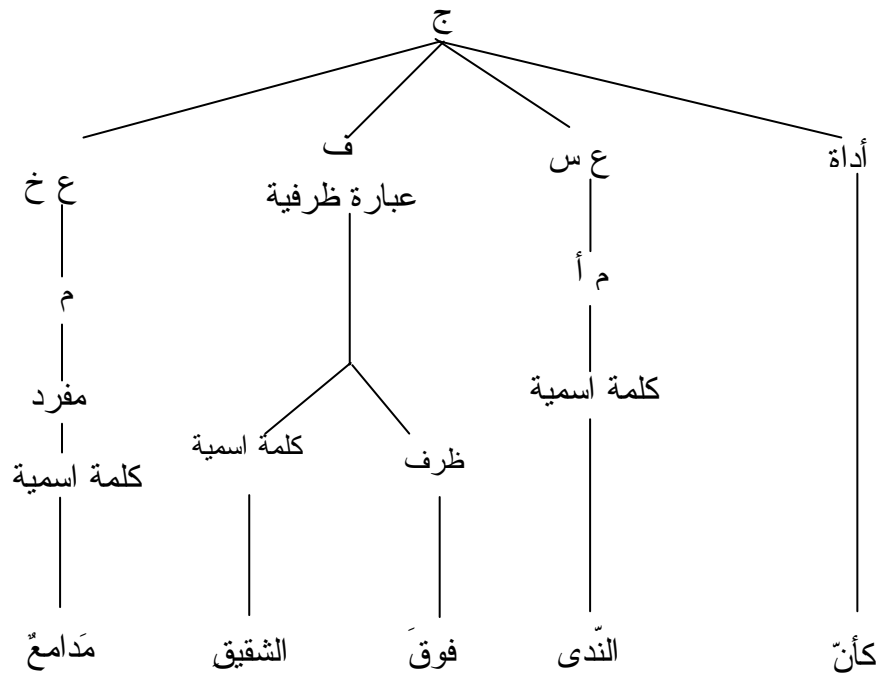 ج
أداة
ع س
ف
ع خ
عبارة ظرفية
م أ
م
كلمة اسمية
مفرد
ظرف
كلمة اسمية
كلمة اسمية
كأنّ
النّدى
فوقَ
الشقيقِ
مَدامعٌ